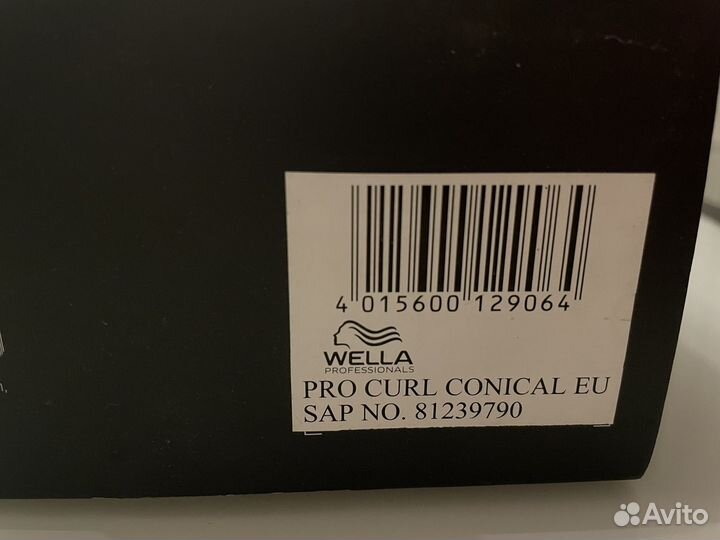 4 015600 129064
WELLA
PROFESSIONALS
PRO CURL CONICAL EU
SAP NO. 81239790
Avito